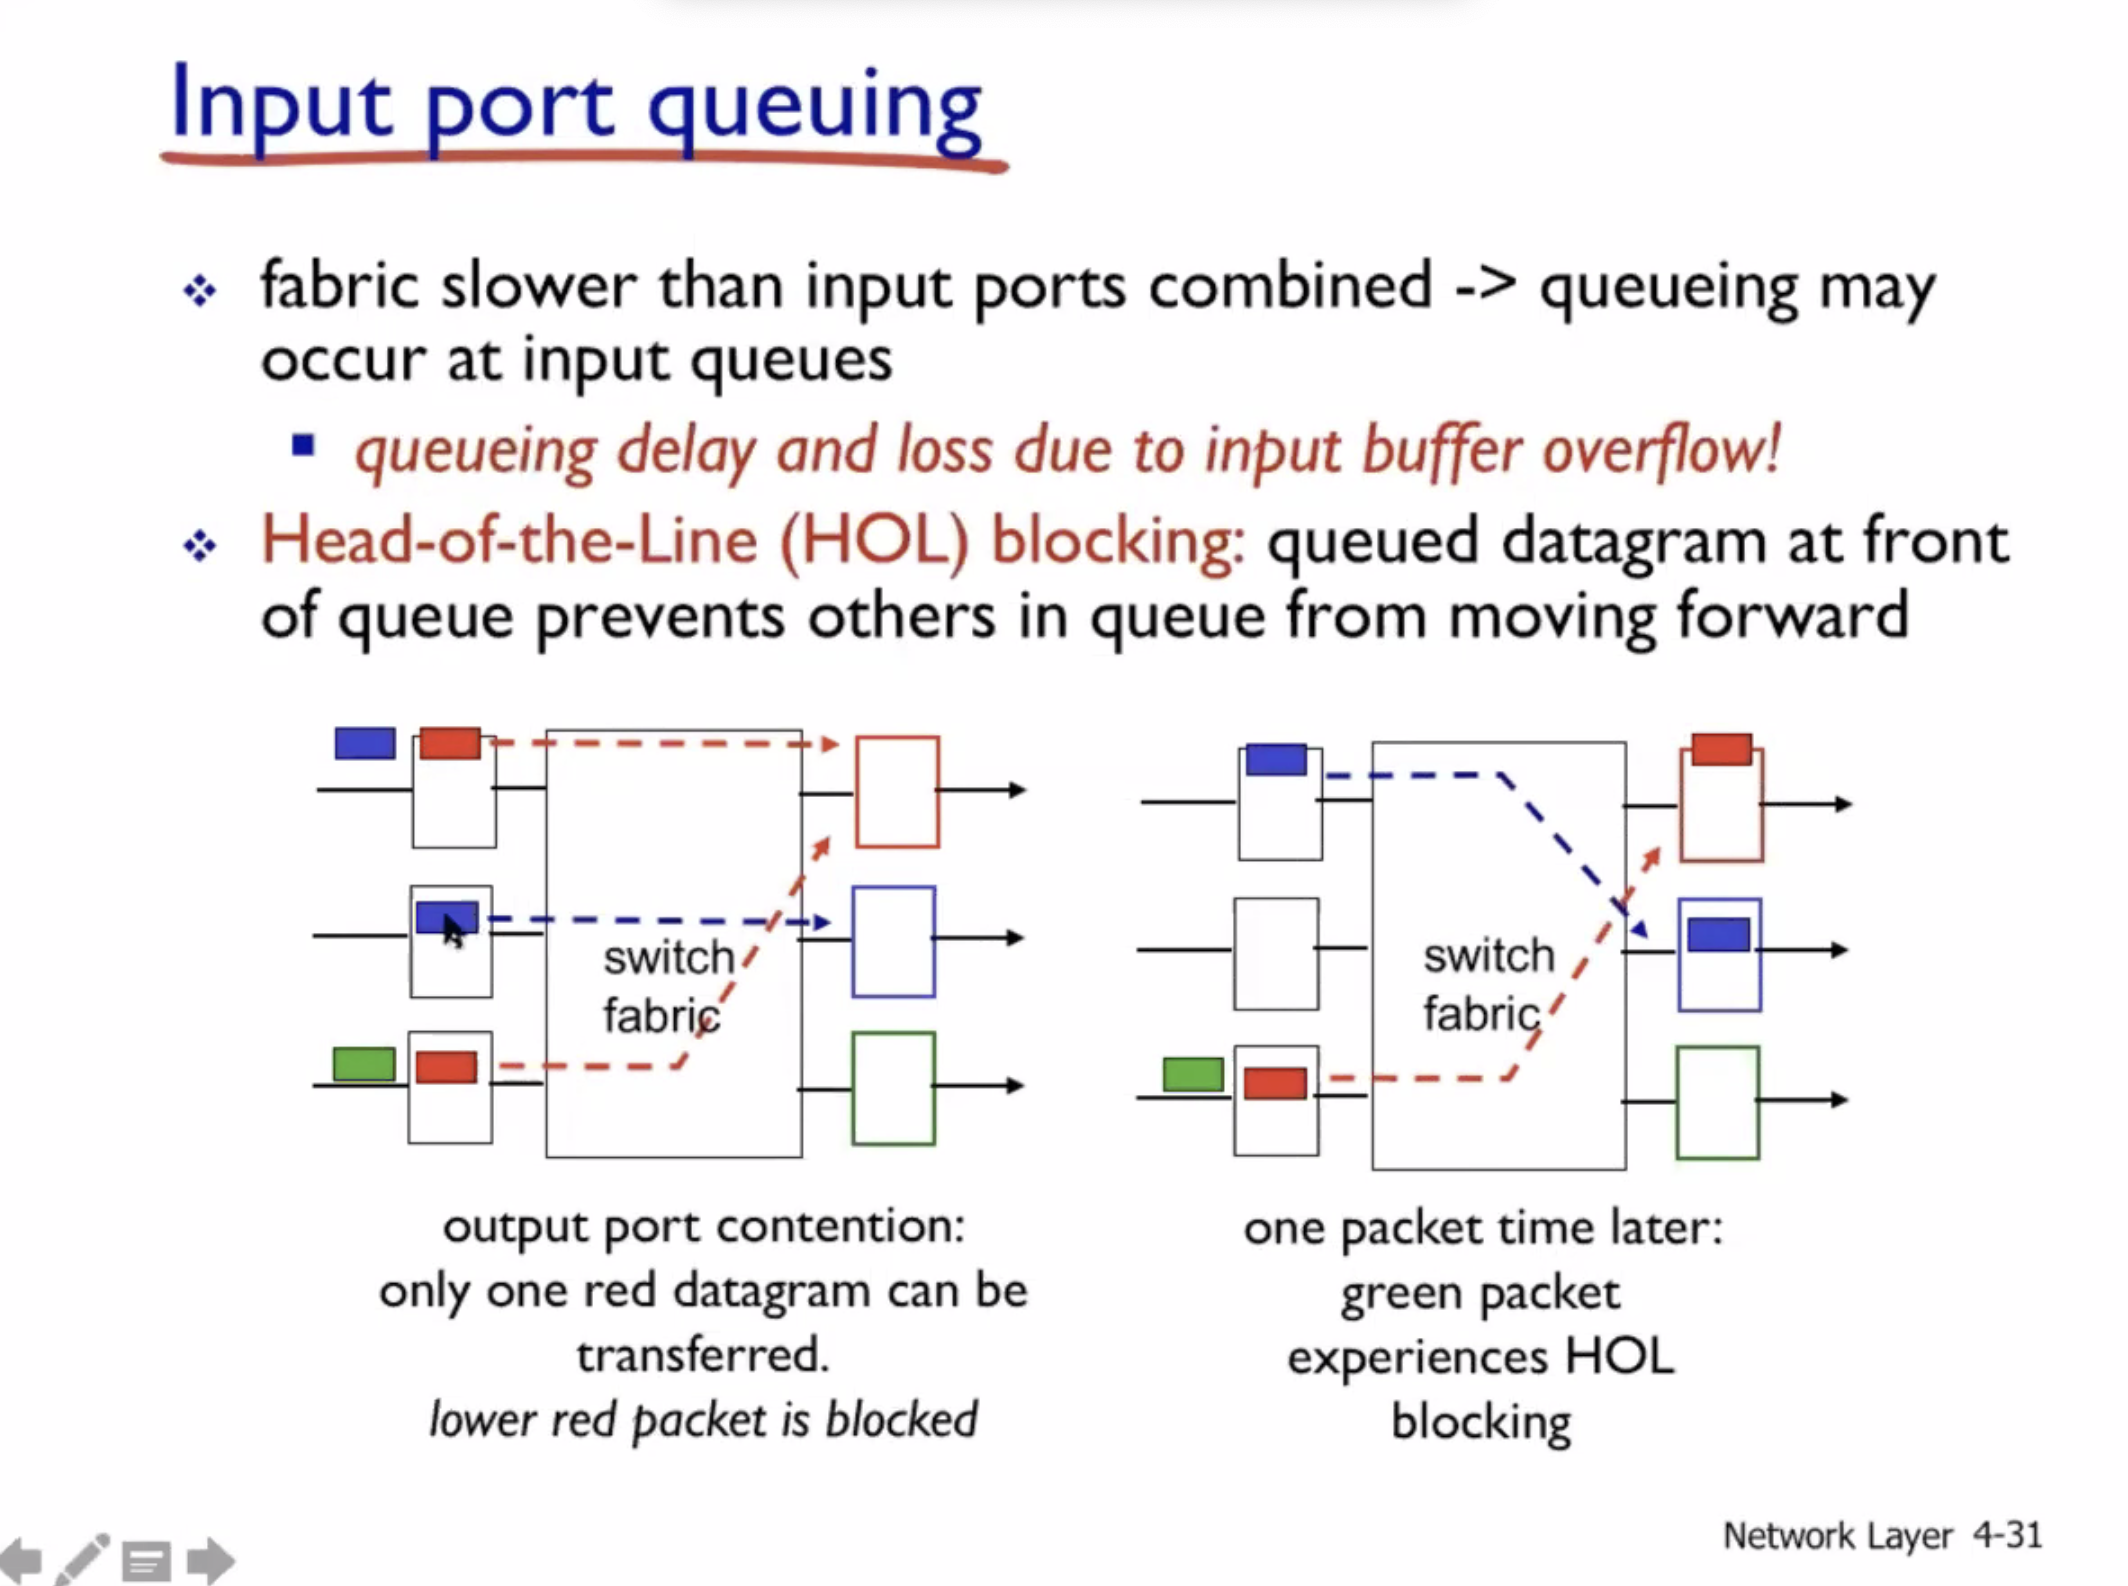 Input port queuing
fabric slower than input ports combined -> queueing may
occur at input queues
queueing delay and loss due to input buffer overflow!
Head-of-the-Line (HOL) blocking: queued datagram at front
of queue prevents others in queue from moving forward
switch
fabric
output port contention:
only one red datagram can be
transferred.
lower red packet is blocked
switch
fabric
one packet time later:
green packet
experiences HOL
blocking
Network Layer 4-31